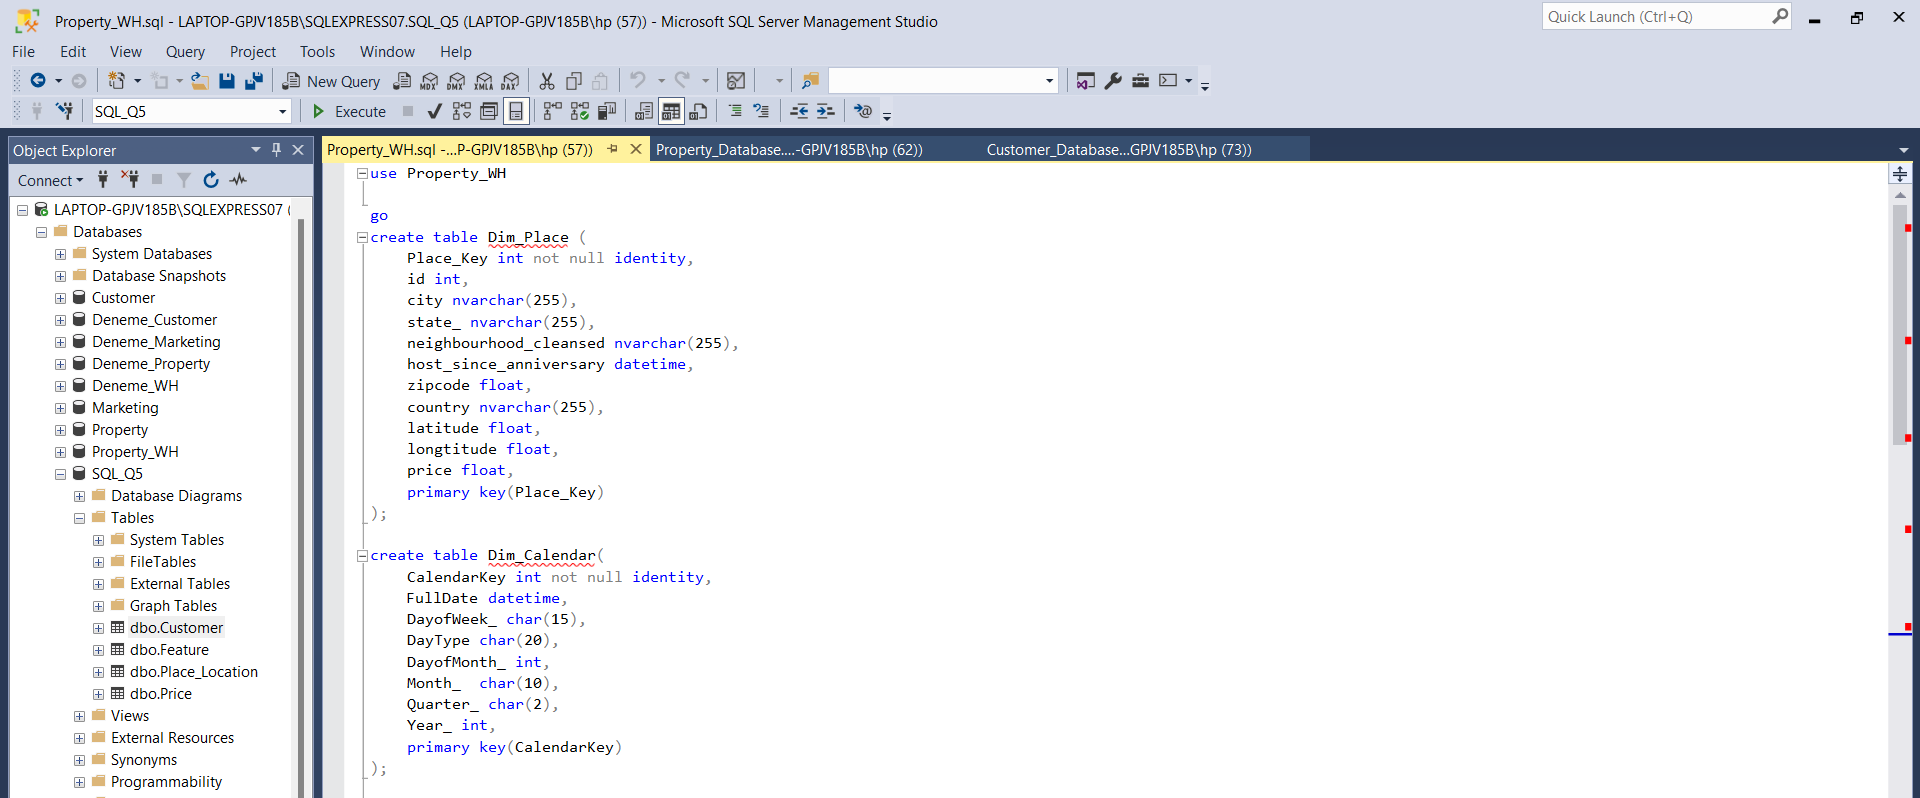 Property_WH.sql - LAPTOP-GPJV185B\SQLEXPRESS07.SQL_Q5 (LAPTOP-GPJV185B\hp (57)) - Microsoft SQL Server Management Studio
Quick Launch (Ctrl+Q)
File Edit View Query Project Tools Window Help
New Query MDX DMX XMLA DAX
SQL_Q5 Execute
Object Explorer
Connect
LAPTOP-GPJV185B\SQLEXPRESS07 (
Databases
System Databases
Database Snapshots
Customer
Deneme_Customer
Deneme_Marketing
Deneme_Property
Deneme_WH
Marketing
Property
Property_WH
SQL_Q5
Database Diagrams
Tables
System Tables
FileTables
External Tables
Graph Tables
dbo.Customer
dbo.Feature
dbo.Place_Location
dbo.Price
Views
External Resources
Synonyms
Programmability
Property_WH.sql -...P-GPJV185B\hp (57)) Property_Database....-GPJV185B\hp (62)) Customer_Database...GPJV185B\hp (73))
use Property_WH
go
create table Dim_Place (
Place_Key int not null identity,
id int,
city nvarchar(255),
state_ nvarchar(255),
neighbourhood_cleansed nvarchar(255),
host_since_anniversary datetime,
zipcode float,
country nvarchar(255),
latitude float,
longtitude float,
price float,
primary key(Place_Key)
);
create table Dim_Calendar(
CalendarKey int not null identity,
FullDate datetime,
DayofWeek_ char(15),
DayType char(20),
DayofMonth_ int,
Month_  char(10),
Quarter_ char(2),
Year_ int,
primary key(CalendarKey)
);